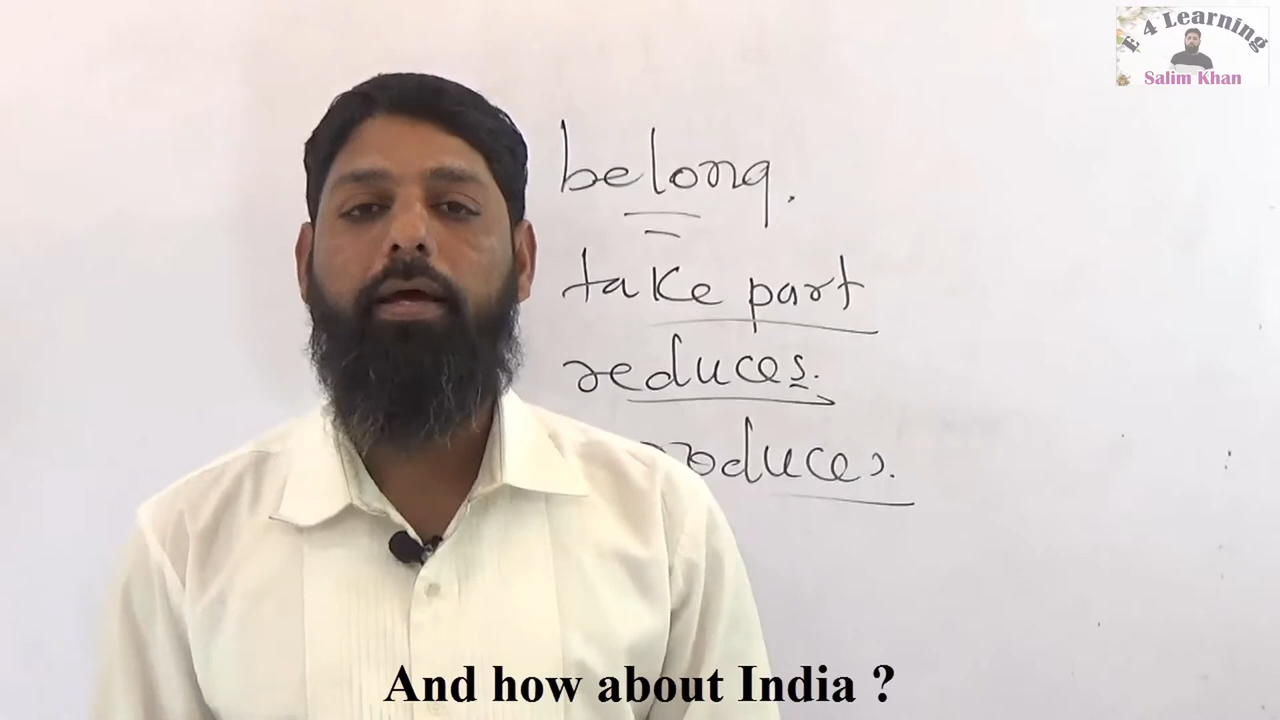 E 4 Learning
Salim Khan
belong.
take part
reduces.
And how about India ?